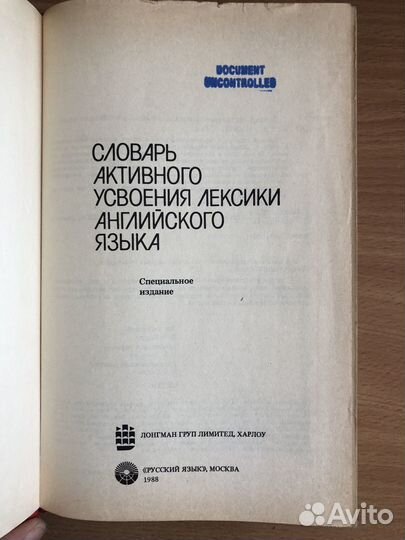 DOCUMENT
UNCONTROLLED
СЛОВАРЬ
АКТИВНОГО
УСВОЕНИЯ ЛЕКСИКИ
АНГЛИЙСКОГО
ЯЗЫКА
Специальное
издание
ЛОНГМАН ГРУП ЛИМИТЕД, ХАРЛОУ
«РУССКИЙ ЯЗЫК», МОСКВА
1988
Avito